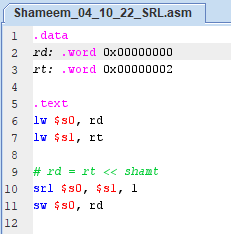 Shameem_04_10_22_SRL.asm
1 .data
2 rd: .word 0x00000000
3 rt: .word 0x00000002
4
5 .text
6 lw $s0, rd
7 lw $s1, rt
8
9 # rd = rt << shamt
10 srl $s0, $s1, 1
11 sw $s0, rd
12